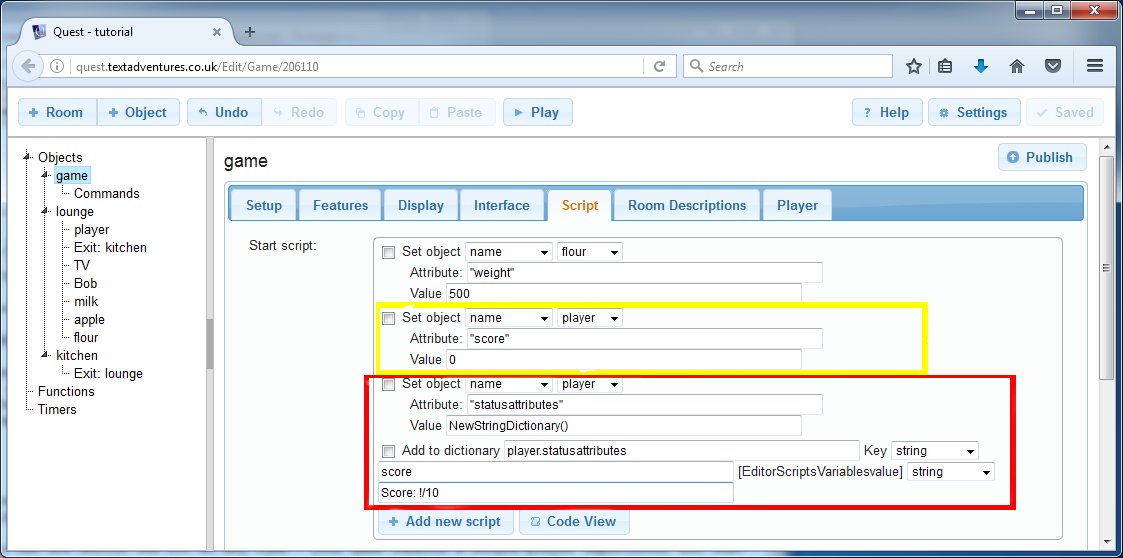 Quest - tutorial
quest.textadventures.co.uk/Edit/Game/206110
Search
+ Room + Object Undo Redo Copy Paste Play ? Help Settings Saved
Objects
game
Commands
lounge
player
Exit: kitchen
TV
Bob
milk
apple
flour
kitchen
Exit: lounge
Functions
Timers
game
Publish
Setup Features Display Interface Script Room Descriptions Player
Start script:
Set object name flour
Attribute: "weight"
Value 500
Set object name player
Attribute: "score"
Value 0
Set object name player
Attribute: "statusattributes"
Value NewStringDictionary()
Add to dictionary player.statusattributes Key string
score [EditorScriptsVariablesvalue] string
Score: !/10
+ Add new script Code View